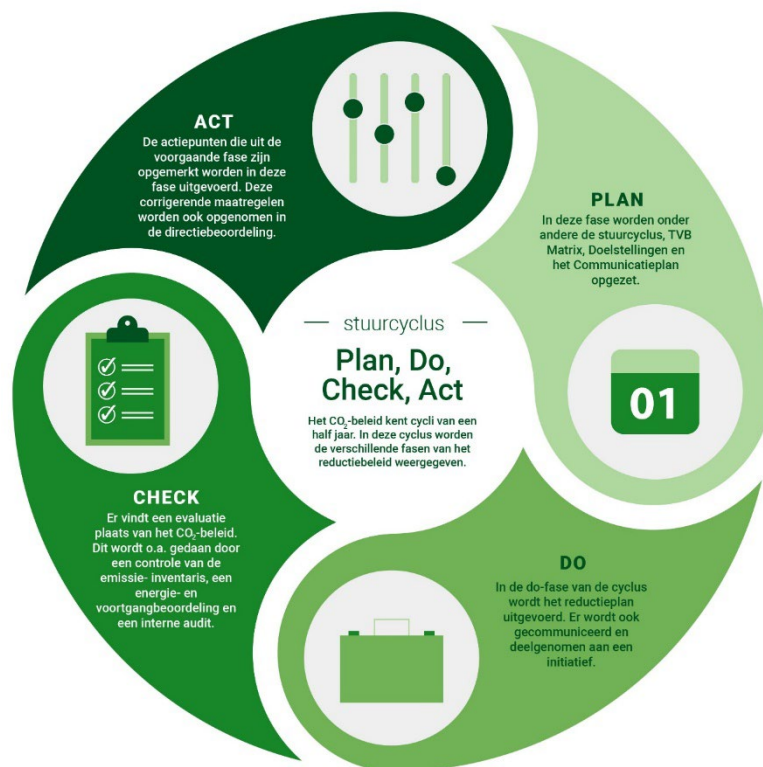 ACT
De actiepunten die uit de
voorgaande fase zijn
opgemerkt worden in deze
fase uitgevoerd. Deze
corrigerende maatregelen
worden ook opgenomen in
de directiebeoordeling.
PLAN
In deze fase worden onder
andere de stuurcyclus, TVB
Matrix, Doelstellingen en
het Communicatieplan
opgezet.
01
stuurcyclus
Plan, Do,
Check, Act
Het CO₂-beleid kent cycli van een
half jaar. In deze cyclus worden
de verschillende fasen van het
reductiebeleid weergegeven.
CHECK
Er vindt een evaluatie
plaats van het CO₂-beleid.
Dit wordt o.a. gedaan door
een controle van de
emissie- inventaris, een
energie- en
voortgangbeoordeling en
een interne audit.
DO
In de do-fase van de cyclus
wordt het reductieplan
uitgevoerd. Er wordt ook
gecommuniceerd en
deelgenomen aan een
initiatief.